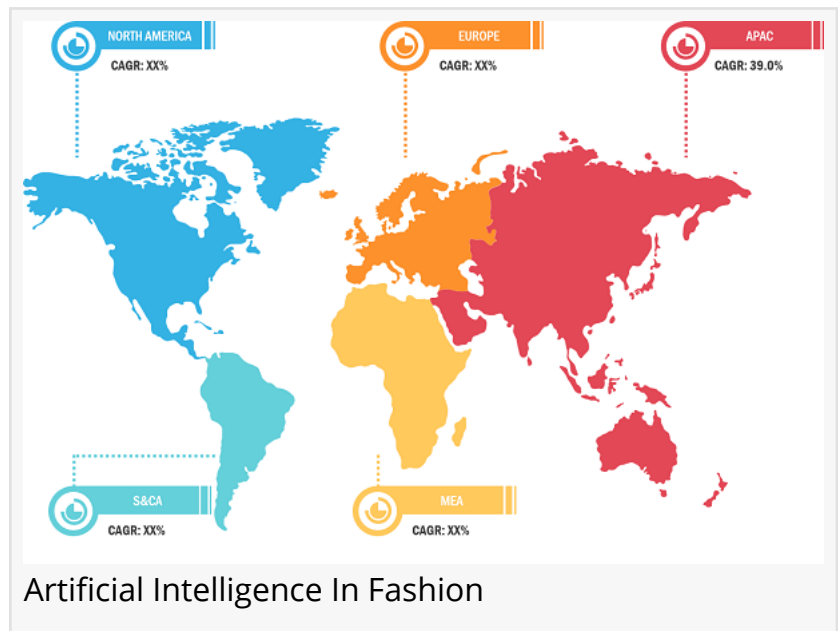 NORTH AMERICA
CAGR: XX%
EUROPE
CAGR: XX%
APAC
CAGR: 39.0%
S&CA
CAGR: XX%
MEA
CAGR: XX%
Artificial Intelligence In Fashion